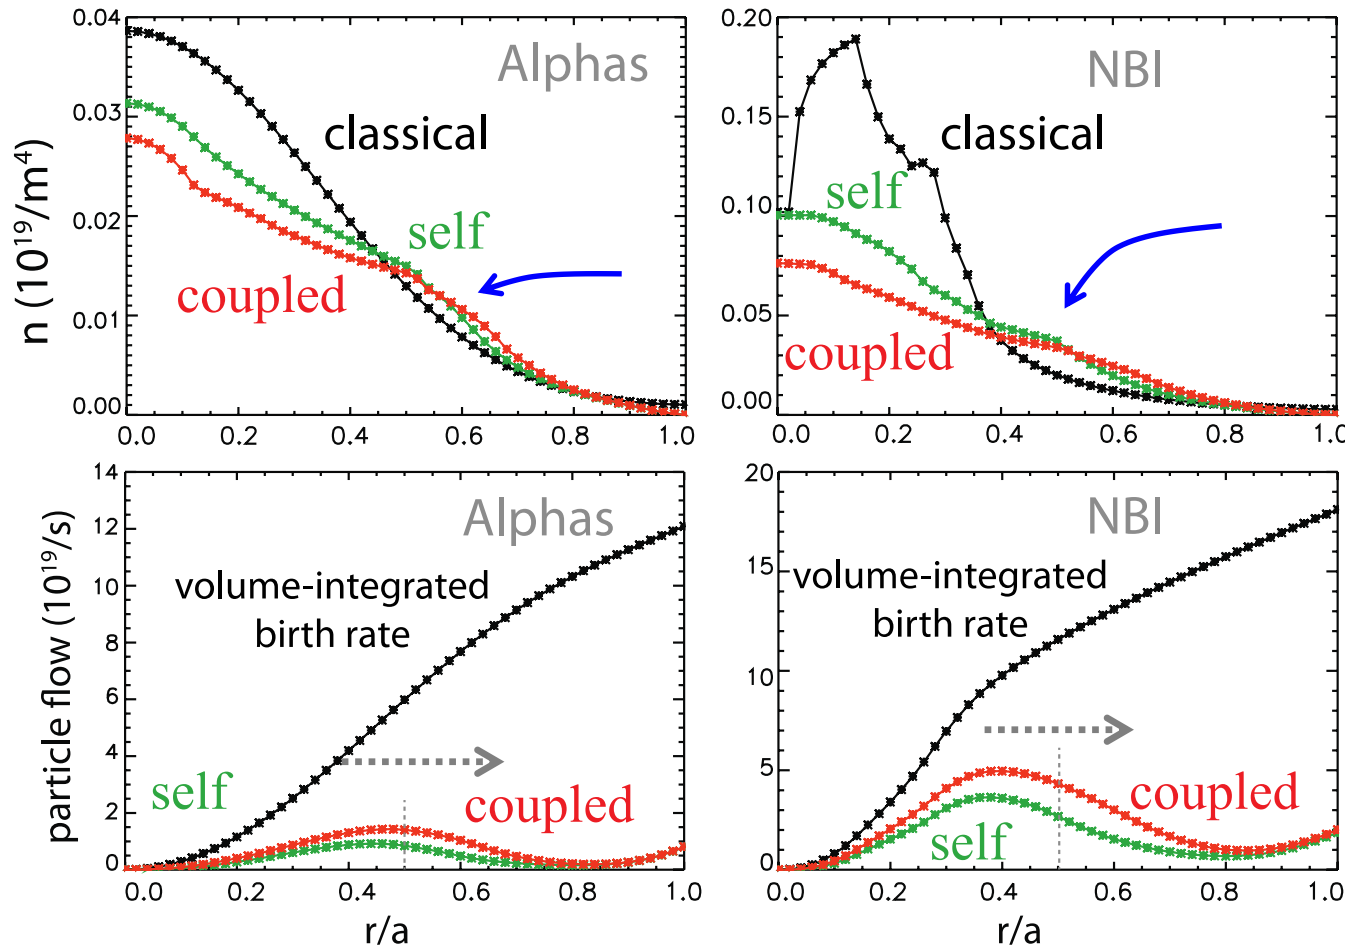 Alphas
n (10¹⁹/m⁴)
0.04
0.03
0.02
0.01
0.00
classical
self
coupled
0.0 0.2 0.4 0.6 0.8 1.0
NBI
0.20
0.15
0.10
0.05
0.00
classical
self
coupled
0.0 0.2 0.4 0.6 0.8 1.0
Alphas
particle flow (10¹⁹/s)
14
12
10
8
6
4
2
0
volume-integrated
birth rate
self
coupled
0.0 0.2 0.4 0.6 0.8 1.0
r/a
NBI
20
15
10
5
0
volume-integrated
birth rate
coupled
self
0.0 0.2 0.4 0.6 0.8 1.0
r/a